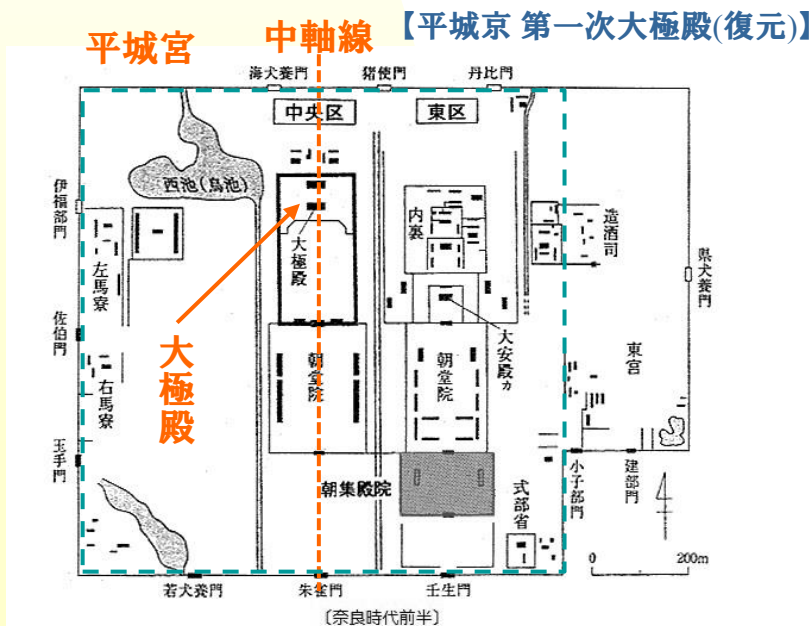 【平城京 第一次大極殿(復元)】
平城宮
中軸線
海犬養門
猪使門
丹比門
中央区
東区
西池(鳥池)
伊福部門
左馬寮
大極殿
内裏
造酒司
県犬養門
佐伯門
右馬寮
大極殿
朝堂院
朝堂院
大安殿ヵ
東宮
玉手門
朝集殿院
式部省
小子部門
建部門
0
200m
若犬養門
朱雀門
壬生門
〔奈良時代前半〕